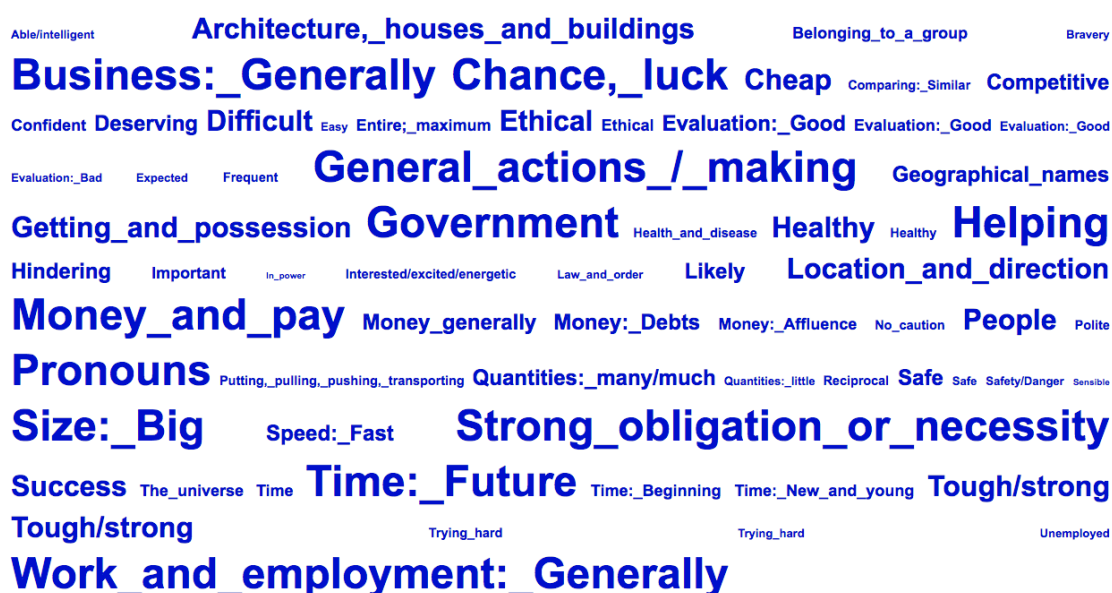 Able/intelligent Architecture,_houses_and_buildings Belonging_to_a_group Bravery
Business:_Generally Chance,_luck Cheap Comparing:_Similar Competitive
Confident Deserving Difficult Easy Entire;_maximum Ethical Ethical Evaluation:_Good Evaluation:_Good Evaluation:_Good
Evaluation:_Bad Expected Frequent General_actions_/_making Geographical_names
Getting_and_possession Government Health_and_disease Healthy Healthy Helping
Hindering Important In_power Interested/excited/energetic Law_and_order Likely Location_and_direction
Money_and_pay Money_generally Money:_Debts Money:_Affluence No_caution People Polite
Pronouns Putting,_pulling,_pushing,_transporting Quantities:_many/much Quantities:_little Reciprocal Safe Safe Safety/Danger Sensible
Size:_Big Speed:_Fast Strong_obligation_or_necessity
Success The_universe Time Time:_Future Time:_Beginning Time:_New_and_young Tough/strong
Tough/strong Trying_hard Trying_hard Unemployed
Work_and_employment:_Generally